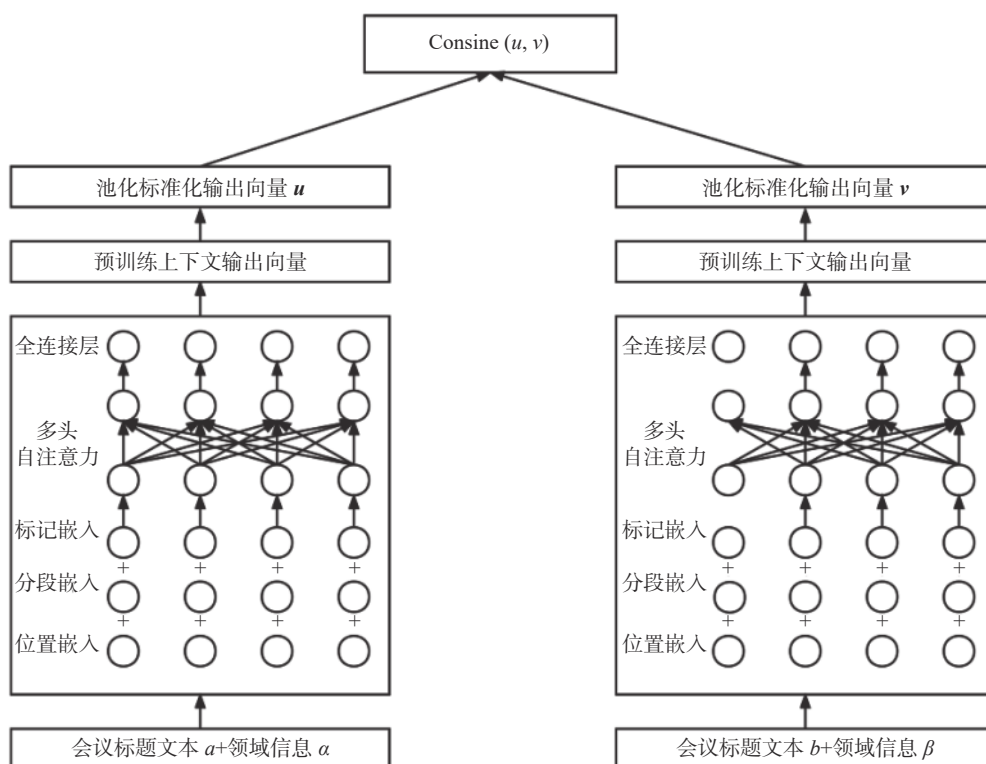 Consine (u, v)
池化标准化输出向量 u
池化标准化输出向量 v
预训练上下文输出向量
预训练上下文输出向量
全连接层
多头
自注意力
标记嵌入
+ + + +
分段嵌入
+ + + +
位置嵌入
全连接层
多头
自注意力
标记嵌入
+ + + +
分段嵌入
+ + + +
位置嵌入
会议标题文本 a+领域信息 α
会议标题文本 b+领域信息 β